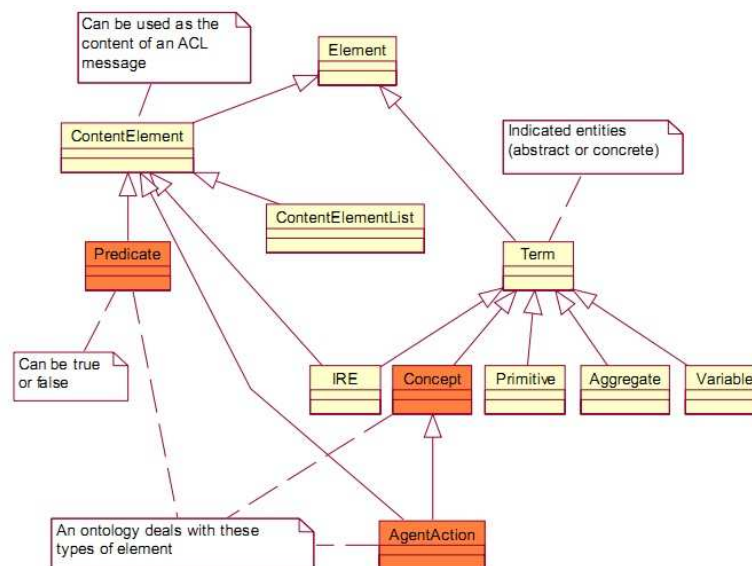 Can be used as the
content of an ACL
message
Element
ContentElement
Indicated entities
(abstract or concrete)
ContentElementList
Predicate
Term
Can be true
or false
IRE
Concept
Primitive
Aggregate
Variable
An ontology deals with these
types of element
AgentAction